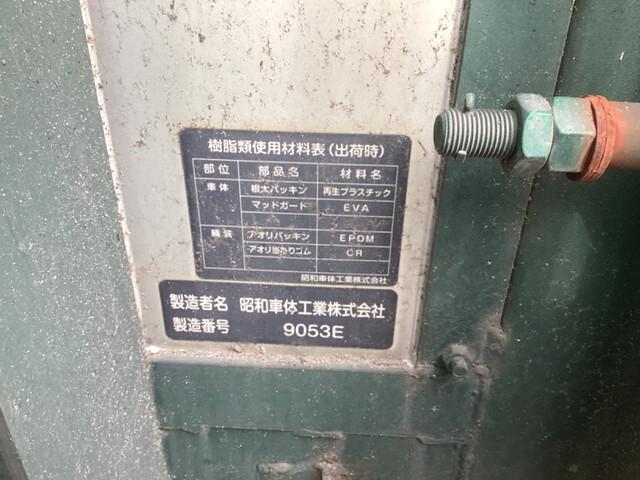 樹脂類使用材料表（出荷時）
部位 部品名 材料名
車体 根太パッキン 再生プラスチック
マッドガード EVA
艤装 アオリパッキン EPDM
アオリ当たりゴム CR
昭和車体工業株式会社
製造者名 昭和車体工業株式会社
製造番号 9053E